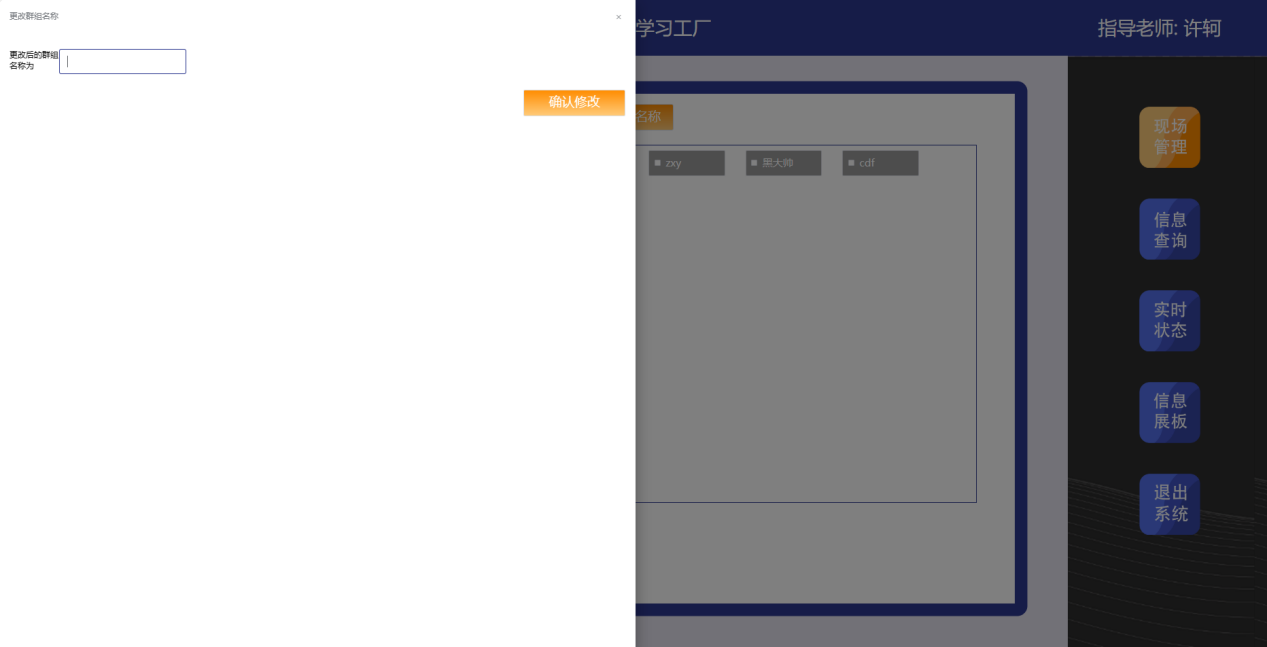 更改群组名称
×
更改后的群组
名称为
确认修改
学习工厂
指导老师: 许轲
名称
zxy
黑大帅
cdf
现场
管理
信息
查询
实时
状态
信息
展板
退出
系统